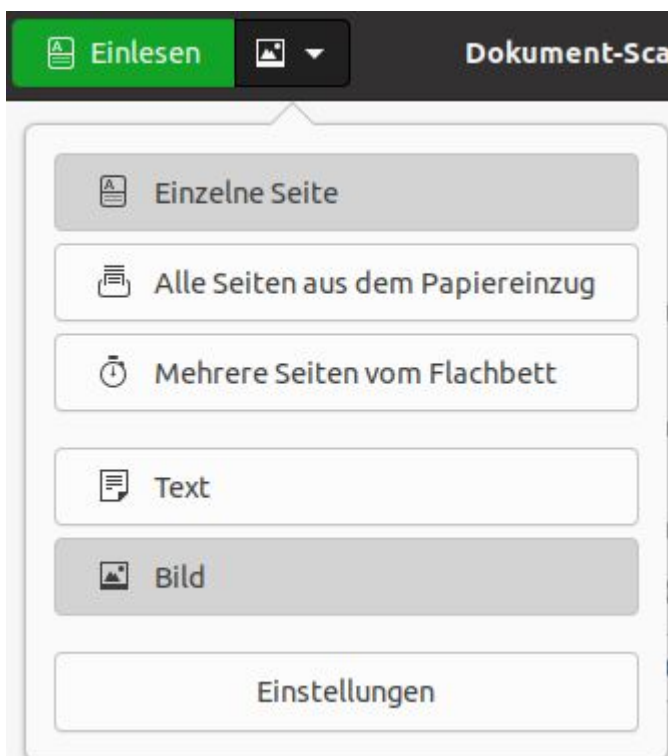 Einlesen
Dokument-Sca
Einzelne Seite
Alle Seiten aus dem Papiereinzug
Mehrere Seiten vom Flachbett
Text
Bild
Einstellungen